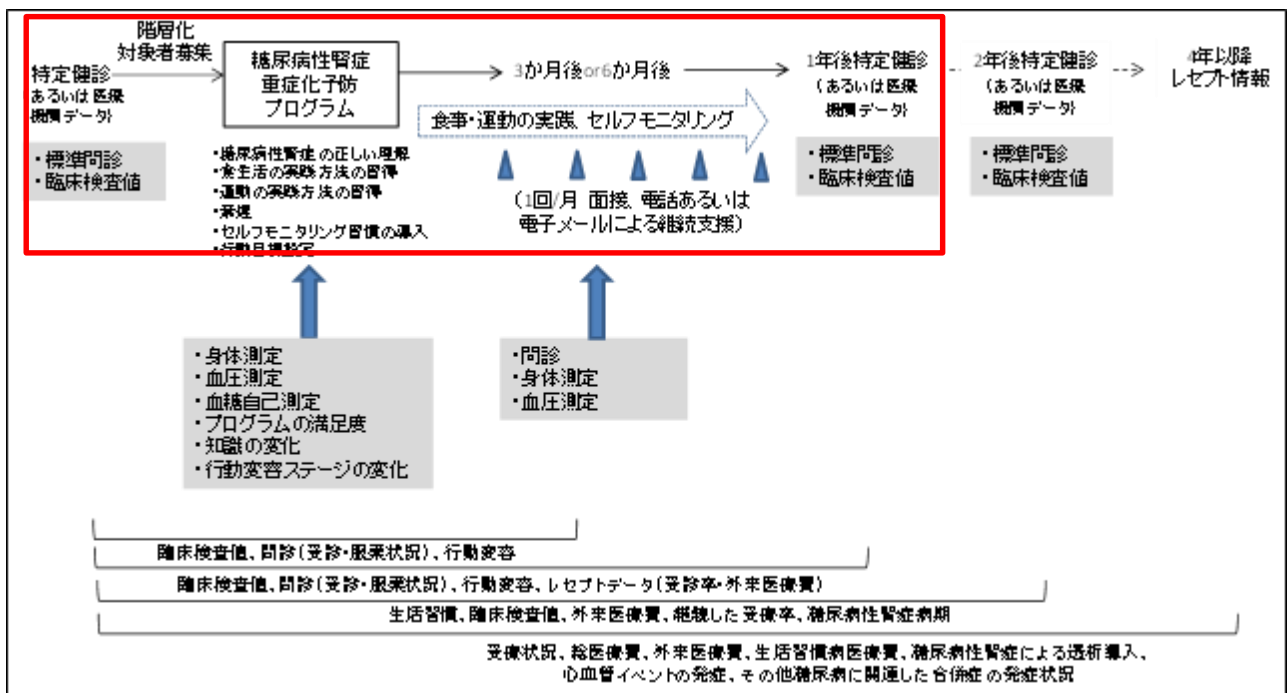 階層化
対象者募集
特定健診
(あるいは医療
機関データ)
・標準問診
・臨床検査値
糖尿病性腎症
重症化予防
プログラム
・糖尿病性腎症の正しい理解
・食生活の実践方法の習得
・運動の実践方法の習得
・禁煙
・セルフモニタリング習慣の導入
・行動目標設定
3か月後or6か月後
食事・運動の実践、セルフモニタリング
(1回/月 面接、電話あるいは
電子メールによる継続支援)
1年後特定健診
(あるいは医療
機関データ)
・標準問診
・臨床検査値
2年後特定健診
(あるいは医療
機関データ)
・標準問診
・臨床検査値
4年以降
レセプト情報
・身体測定
・血圧測定
・血糖自己測定
・プログラムの満足度
・知識の変化
・行動変容ステージの変化
・問診
・身体測定
・血圧測定
臨床検査値、問診(受診・服薬状況)、行動変容
臨床検査値、問診(受診・服薬状況)、行動変容、レセプトデータ(受診率・外来医療費)
生活習慣、臨床検査値、外来医療費、継続した受療率、糖尿病性腎症病期
受療状況、総医療費、外来医療費、生活習慣病医療費、糖尿病性腎症による透析導入、
心血管イベントの発症、その他糖尿病に関連した合併症の発症状況